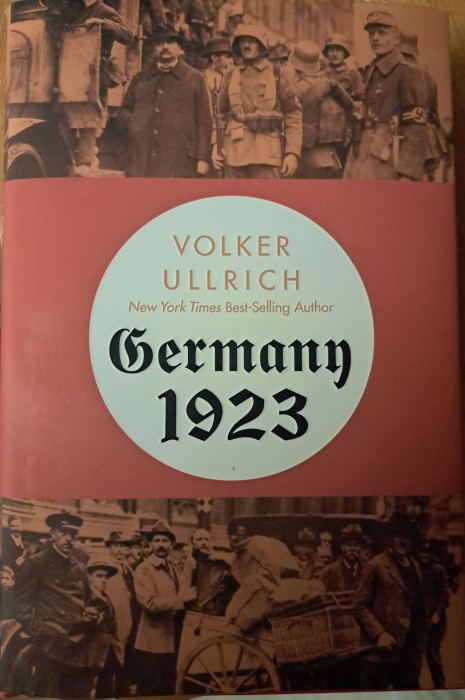 VOLKER
ULLRICH
New York Times Best-Selling Author
Germany
1923